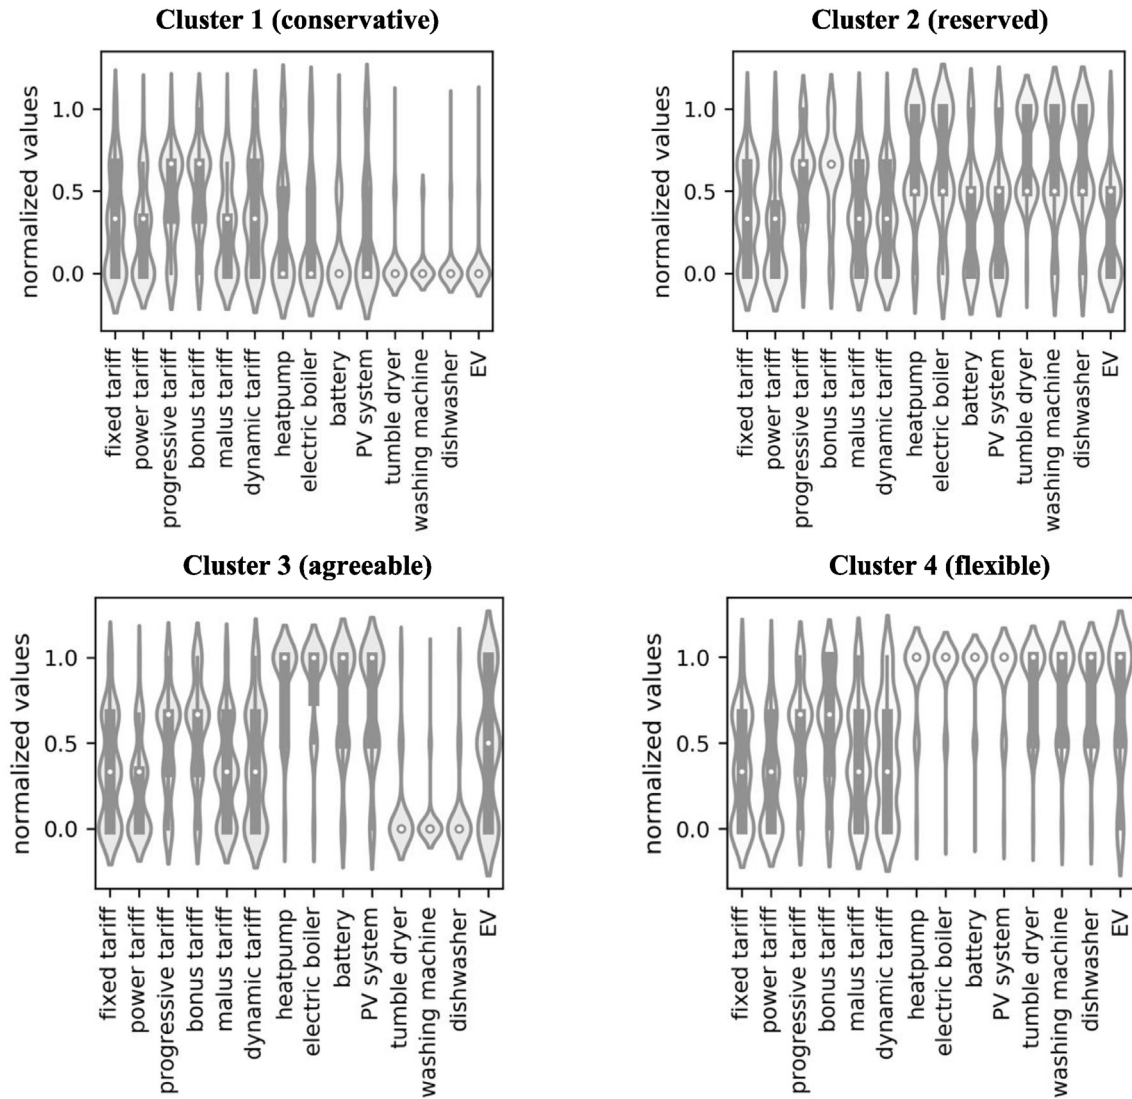 Cluster 1 (conservative)
normalized values
1.0
0.5
0.0
fixed tariff
power tariff
progressive tariff
bonus tariff
malus tariff
dynamic tariff
heatpump
electric boiler
battery
PV system
tumble dryer
washing machine
dishwasher
EV
Cluster 2 (reserved)
normalized values
1.0
0.5
0.0
fixed tariff
power tariff
progressive tariff
bonus tariff
malus tariff
dynamic tariff
heatpump
electric boiler
battery
PV system
tumble dryer
washing machine
dishwasher
EV
Cluster 3 (agreeable)
normalized values
1.0
0.5
0.0
fixed tariff
power tariff
progressive tariff
bonus tariff
malus tariff
dynamic tariff
heatpump
electric boiler
battery
PV system
tumble dryer
washing machine
dishwasher
EV
Cluster 4 (flexible)
normalized values
1.0
0.5
0.0
fixed tariff
power tariff
progressive tariff
bonus tariff
malus tariff
dynamic tariff
heatpump
electric boiler
battery
PV system
tumble dryer
washing machine
dishwasher
EV